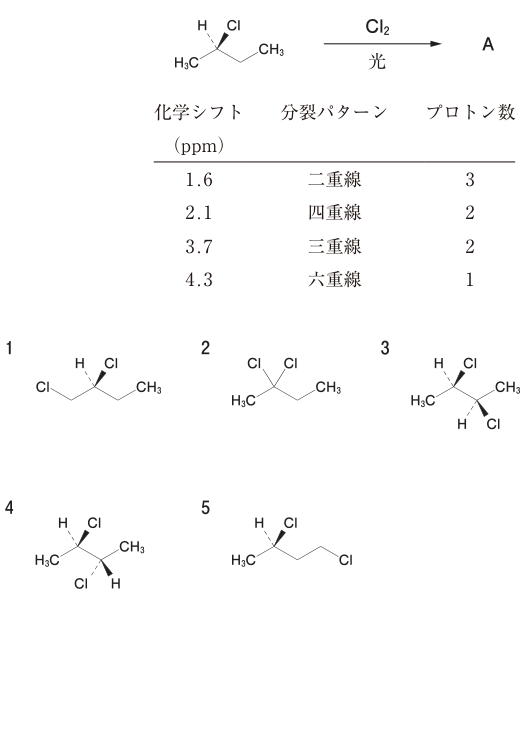 H Cl
H₃C CH₃
Cl₂
光
A
化学シフト 分裂パターン プロトン数
(ppm)
1.6 二重線 3
2.1 四重線 2
3.7 三重線 2
4.3 六重線 1
1
H Cl
Cl CH₃
2
Cl Cl
H₃C CH₃
3
H Cl
H₃C CH₃
H Cl
4
H Cl
H₃C CH₃
Cl H
5
H Cl
H₃C Cl